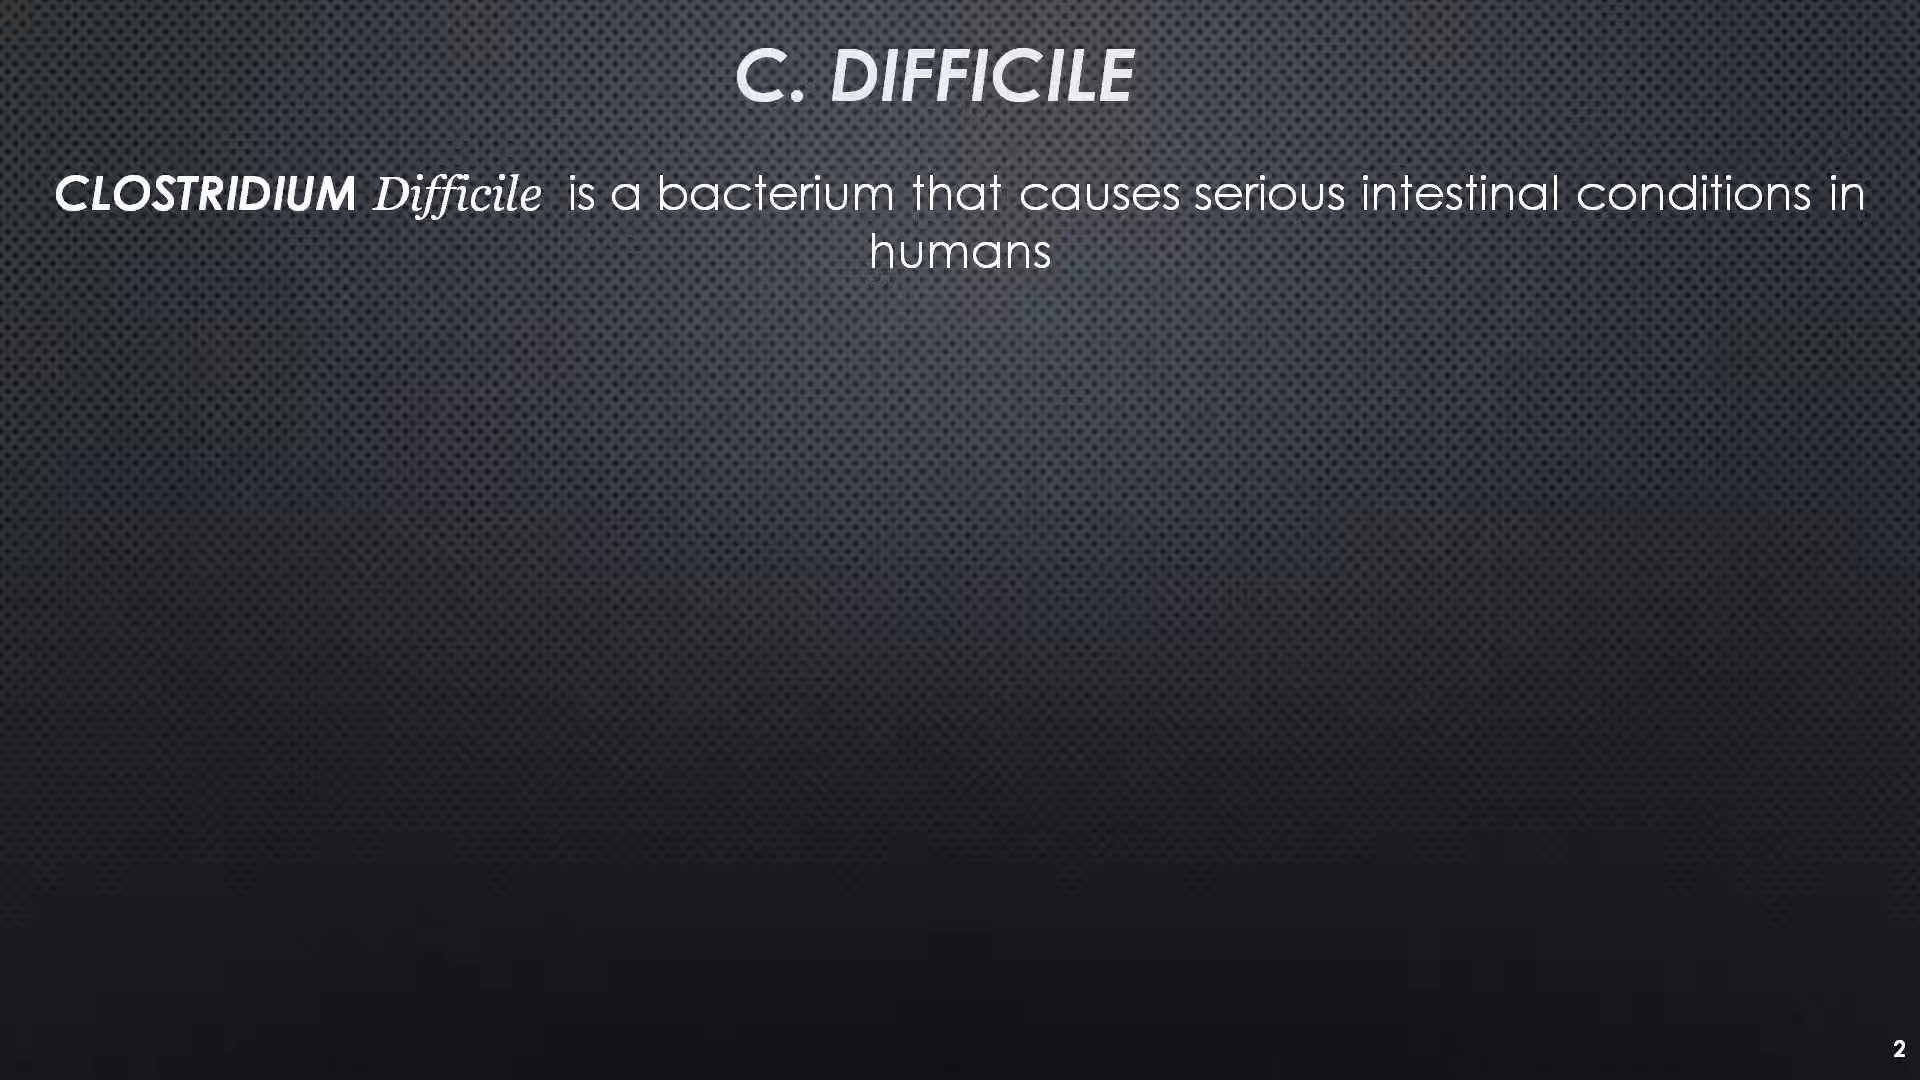 C. DIFFICILE
CLOSTRIDIUM Difficile is a bacterium that causes serious intestinal conditions in
humans
2